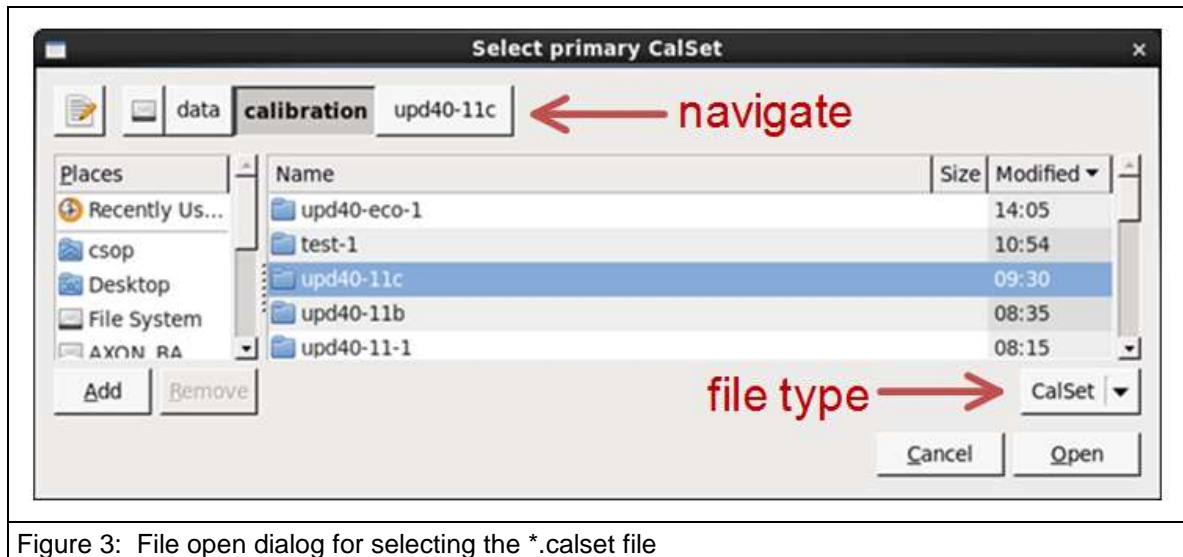 Select primary CalSet ×
data calibration upd40-11c navigate
Places Name Size Modified
Recently Us... upd40-eco-1 14:05
csop test-1 10:54
Desktop upd40-11c 09:30
File System upd40-11b 08:35
AXON_BA upd40-11-1 08:15
Add Remove file type CalSet
Cancel Open
Figure 3: File open dialog for selecting the *.calset file